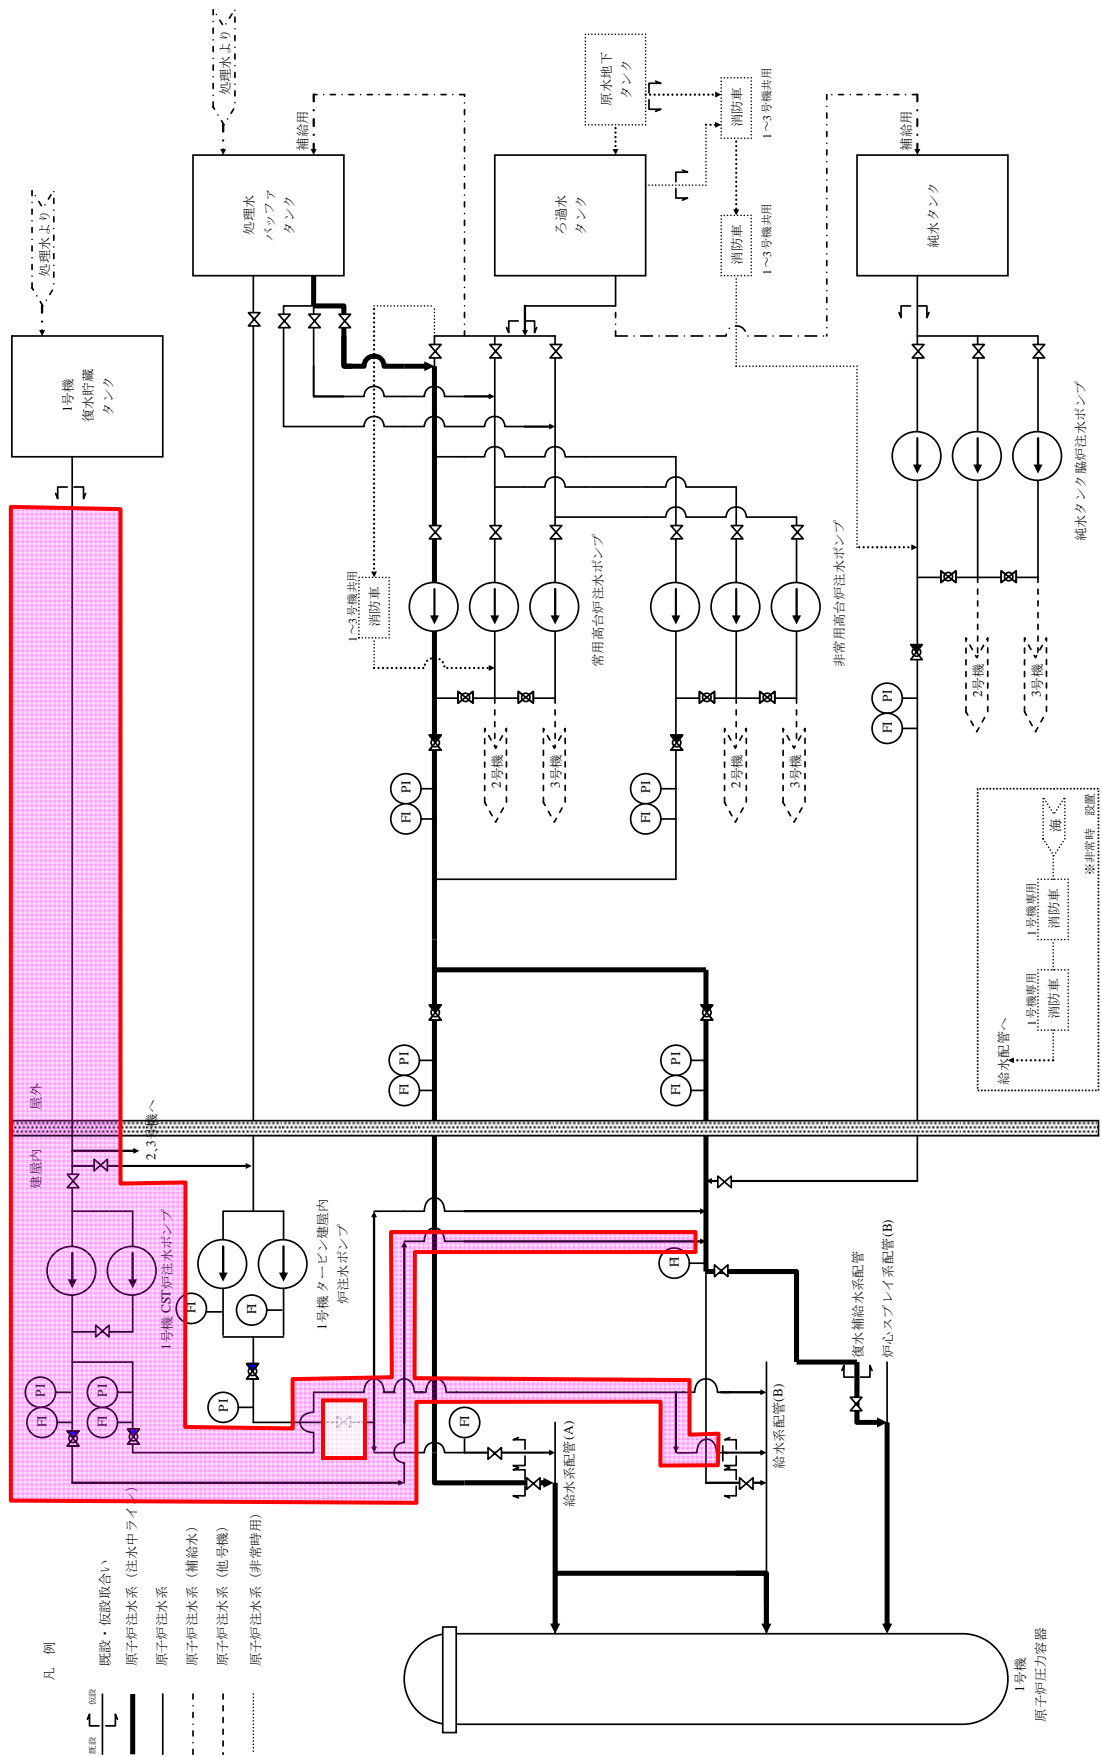 処理水より
処理水より
1号機
復水貯蔵
タンク
処理水
バッファ
タンク
補給用
ろ過水
タンク
原水地下
タンク
消防車
1～3号機共用
消防車
1～3号機共用
純水タンク
補給用
1～3号機共用
消防車
常用高台炉注水ポンプ
非常用高台炉注水ポンプ
純水タンク脇炉注水ポンプ
2号機
3号機
2号機
3号機
2号機
3号機
PI
FI
PI
FI
PI
FI
PI
FI
PI
FI
海
1号機専用
消防車
1号機専用
消防車
給水配管へ
※非常時 設置
屋外
建屋内
2、3号機へ
1号機 CST炉注水ポンプ
1号機 タービン建屋内
炉注水ポンプ
FI
PI
PI
FI
PI
FI
FI
給水系配管(A)
給水系配管(B)
復水補給水系配管
炉心スプレイ系配管(B)
1号機
原子炉圧力容器
凡 例
既設
仮設
既設・仮設取合い
原子炉注水系（注水中ライン）
原子炉注水系
原子炉注水系（補給水）
原子炉注水系（他号機）
原子炉注水系（非常時用）